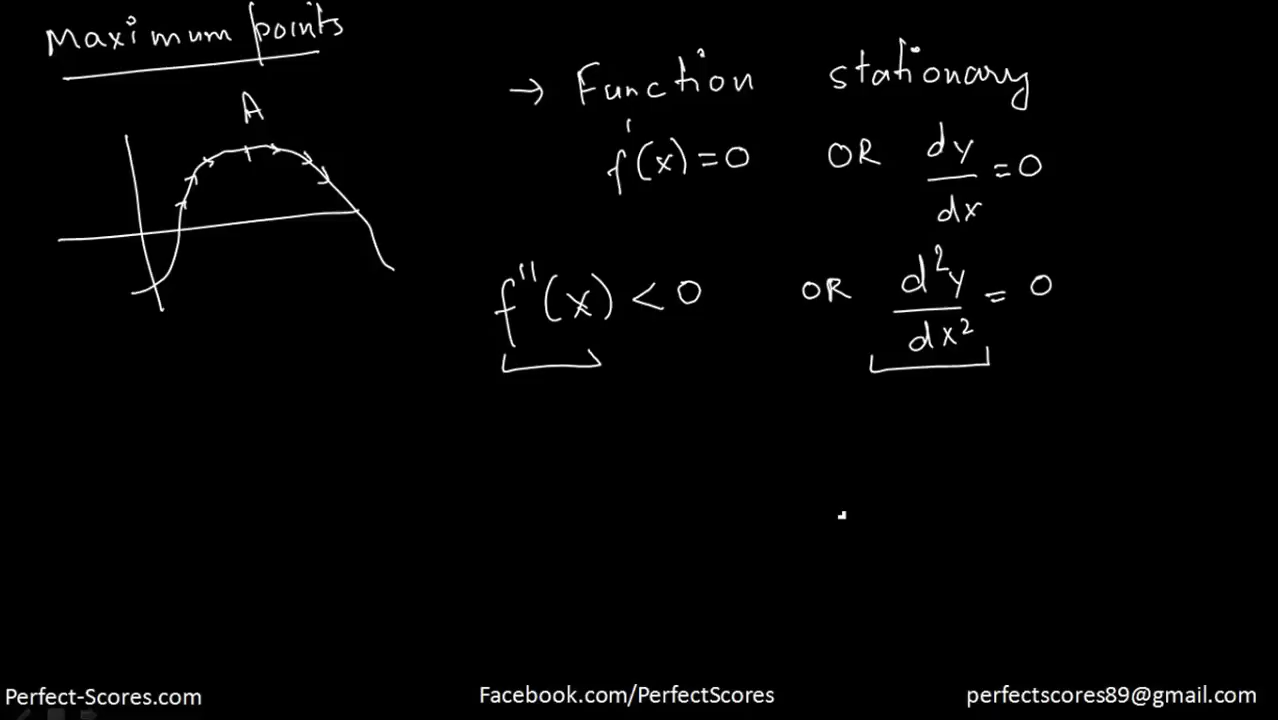 Maximum points
A
→ Function stationary
f'(x) = 0 OR dy/dx = 0
f''(x) < 0 OR d²y/dx² = 0
Perfect-Scores.com Facebook.com/PerfectScores perfectscores89@gmail.com